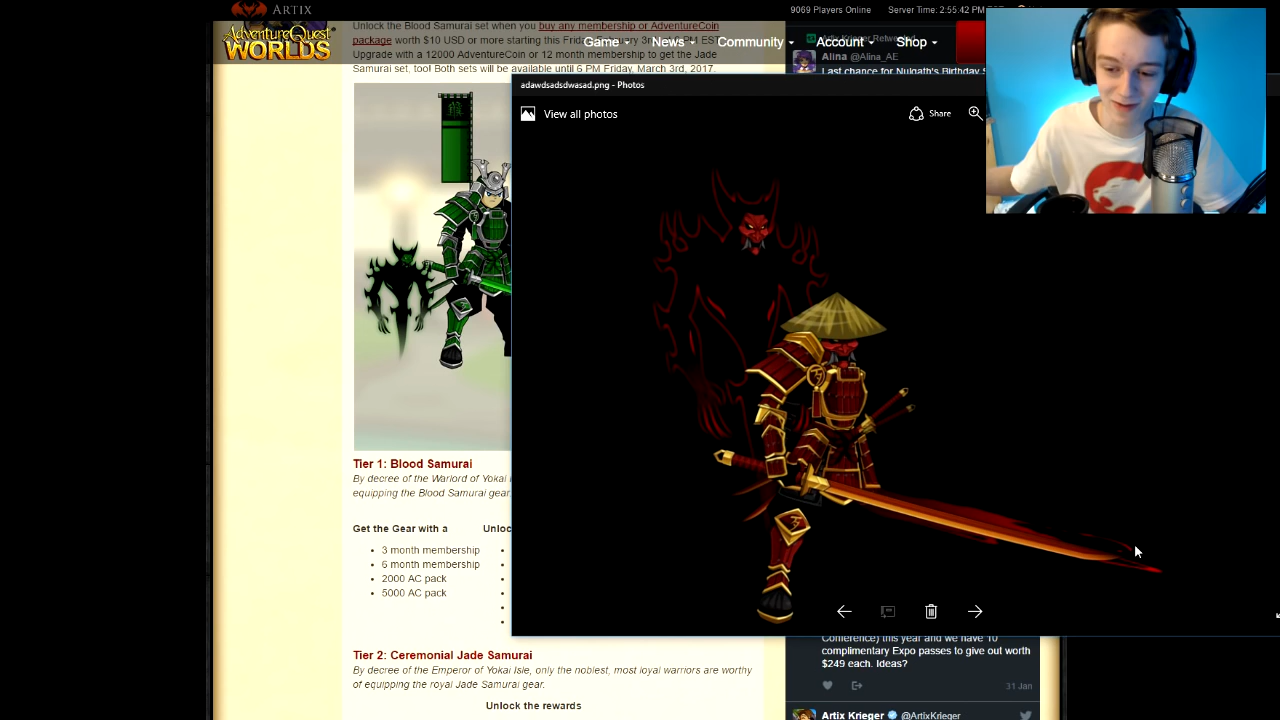 ARTIX
9069 Players Online
Server Time: 2:55:42 PM
AdventureQuest
WORLDS
Game
News
Community
Account
Shop
Unlock the Blood Samurai set when you buy any membership or AdventureCoin
package worth $10 USD or more starting this
Upgrade with a 12000 AdventureCoin or 12 month membership to get the Jade
Samurai set, too! Both sets will be available until 6 PM Friday, March 3rd, 2017.
Artix Krieger Retweeted
Alina @Alina_AE
Last chance for Nulgath's Birthday
adawdsadsdwasad.png - Photos
View all photos
Share
Tier 1: Blood Samurai
By decree of the Warlord of Yokai
equipping the Blood Samurai gear
Get the Gear with a
3 month membership
6 month membership
2000 AC pack
5000 AC pack
Tier 2: Ceremonial Jade Samurai
By decree of the Emperor of Yokai Isle, only the noblest, most loyal warriors are worthy
of equipping the royal Jade Samurai gear.
Unlock the rewards
Conference) this year and we have 10
complimentary Expo passes to give out worth
$249 each. Ideas?
31 Jan
Artix Krieger @ArtixKrieger